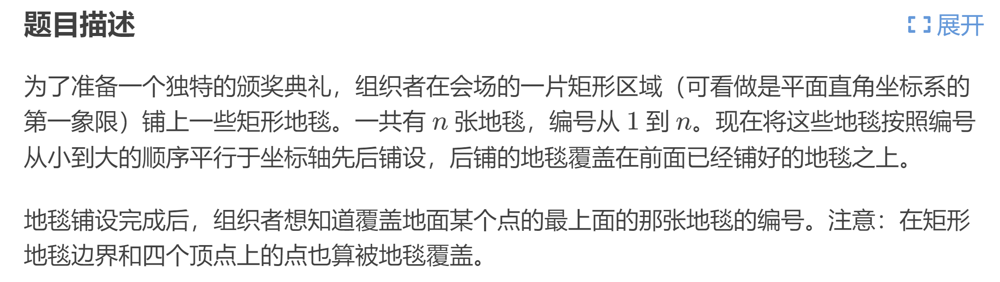 题目描述
展开
为了准备一个独特的颁奖典礼，组织者在会场的一片矩形区域（可看做是平面直角坐标系的
第一象限）铺上一些矩形地毯。一共有 n 张地毯，编号从 1 到 n。现在将这些地毯按照编号
从小到大的顺序平行于坐标轴先后铺设，后铺的地毯覆盖在前面已经铺好的地毯之上。
地毯铺设完成后，组织者想知道覆盖地面某个点的最上面的那张地毯的编号。注意：在矩形
地毯边界和四个顶点上的点也算被地毯覆盖。